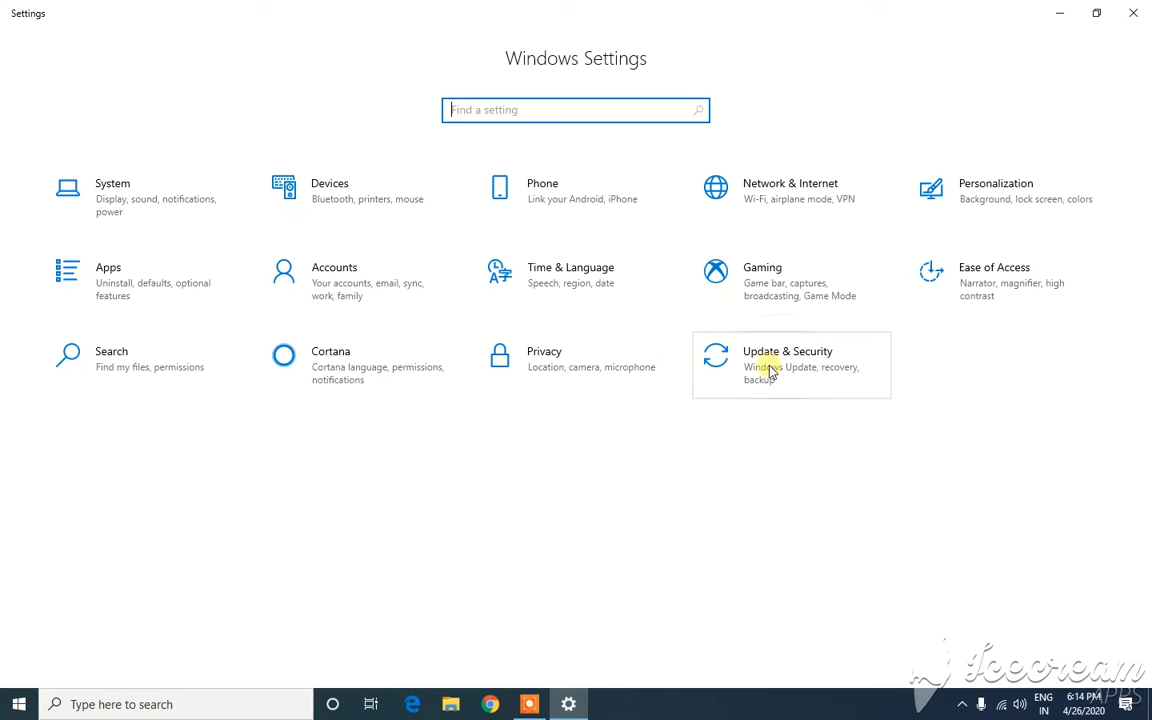 Settings
Windows Settings
Find a setting
System
Display, sound, notifications,
power
Devices
Bluetooth, printers, mouse
Phone
Link your Android, iPhone
Network & Internet
Wi-Fi, airplane mode, VPN
Personalization
Background, lock screen, colors
Apps
Uninstall, defaults, optional
features
Accounts
Your accounts, email, sync,
work, family
Time & Language
Speech, region, date
Gaming
Game bar, captures,
broadcasting, Game Mode
Ease of Access
Narrator, magnifier, high
contrast
Search
Find my files, permissions
Cortana
Cortana language, permissions,
notifications
Privacy
Location, camera, microphone
Update & Security
Windows Update, recovery,
backup
Icecream
APPS
Type here to search
ENG
IN
6:14 PM
4/26/2020